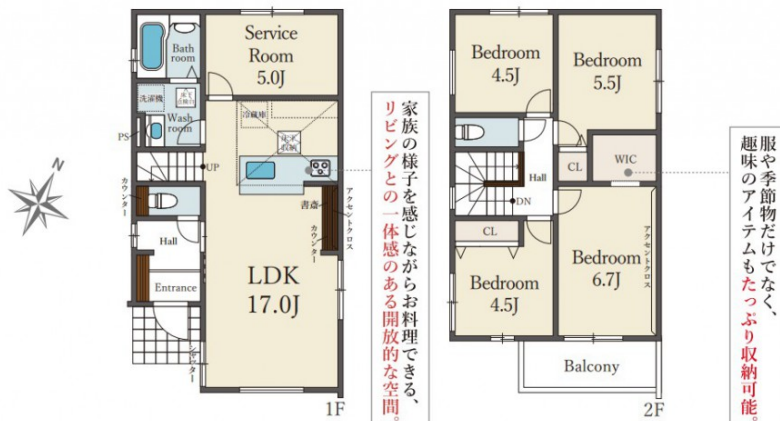 Bath
room
Service
Room
5.0J
洗濯機
Wash
room
PS
冷蔵庫
床下
収納
UP
カウンター
書斎
カウンター
アクセントクロス
Hall
LDK
17.0J
Entrance
シャッター
1F
N
家族の様子を感じながらお料理できる、
リビングとの一体感のある開放的な空間。
Bedroom
4.5J
Bedroom
5.5J
Hall
CL
WIC
DN
CL
Bedroom
4.5J
Bedroom
6.7J
アクセントクロス
Balcony
2F
服や季節物だけでなく、
趣味のアイテムもたっぷり収納可能。